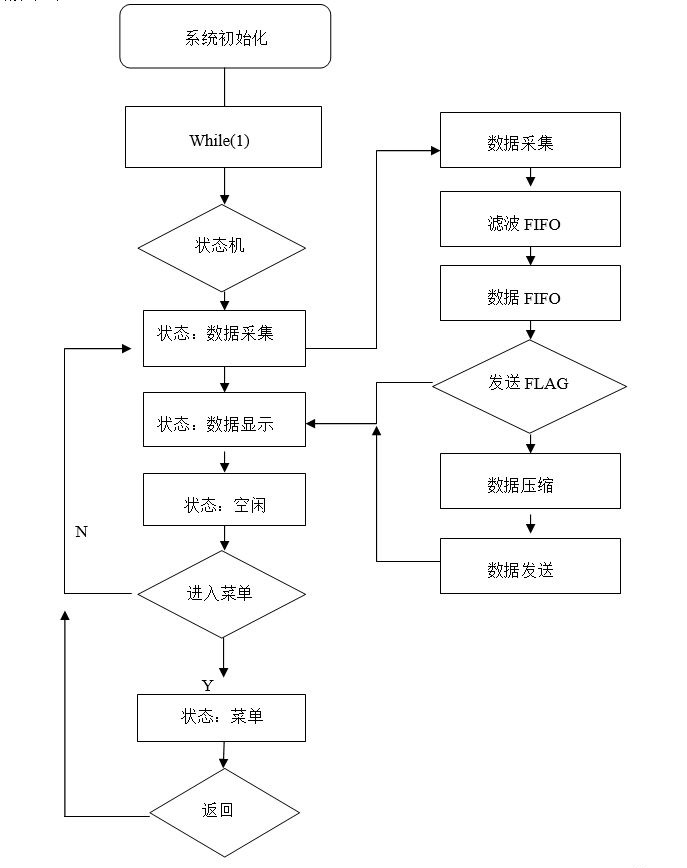 系统初始化
While(1)
状态机
状态：数据采集
状态：数据显示
状态：空闲
N
进入菜单
Y
状态：菜单
返回
数据采集
滤波 FIFO
数据 FIFO
发送 FLAG
数据压缩
数据发送